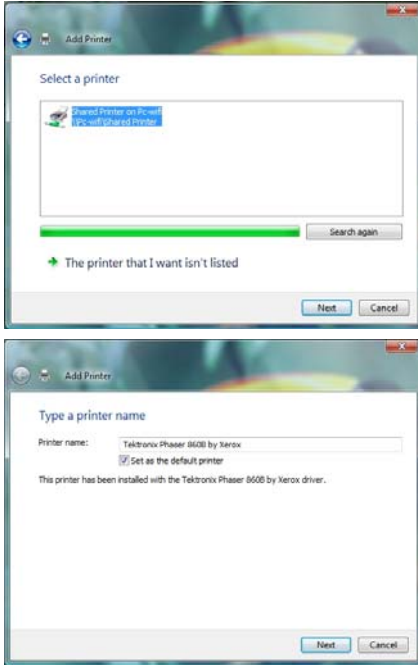 Add Printer
Select a printer
Shared Printer on Pc-wifi
\\Pc-wifi\Shared Printer
Search again
The printer that I want isn't listed
Next
Cancel
Add Printer
Type a printer name
Printer name:
Tektronix Phaser 860B by Xerox
Set as the default printer
This printer has been installed with the Tektronix Phaser 860B by Xerox driver.
Next
Cancel